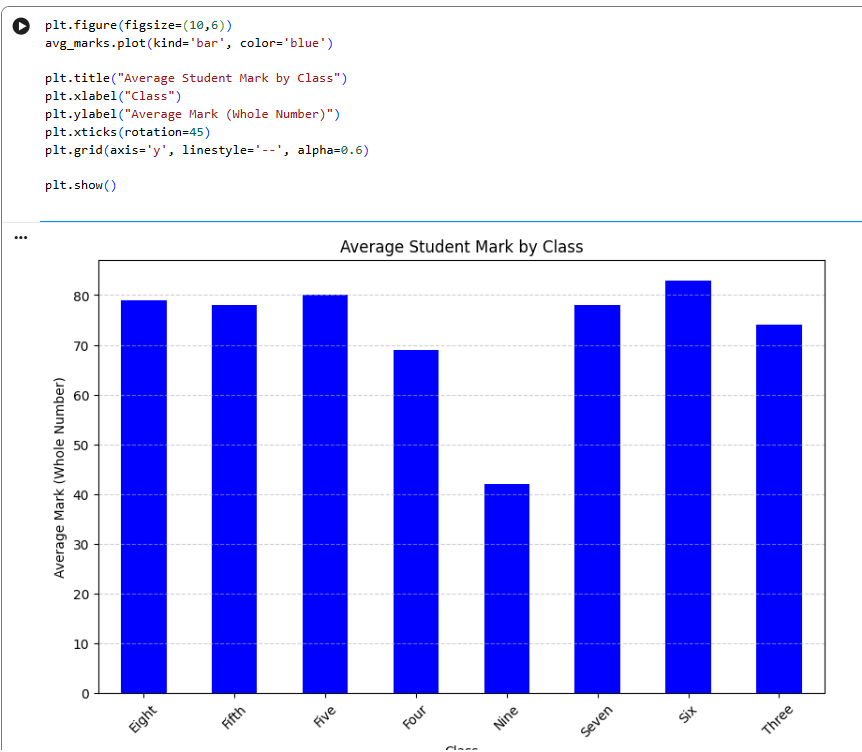 plt.figure(figsize=(10,6))
avg_marks.plot(kind='bar', color='blue')
plt.title("Average Student Mark by Class")
plt.xlabel("Class")
plt.ylabel("Average Mark (Whole Number)")
plt.xticks(rotation=45)
plt.grid(axis='y', linestyle='--', alpha=0.6)
plt.show()
Average Student Mark by Class
Average Mark (Whole Number)
80
70
60
50
40
30
20
10
0
Eight Fifth Five Four Nine Seven Six Three
Class